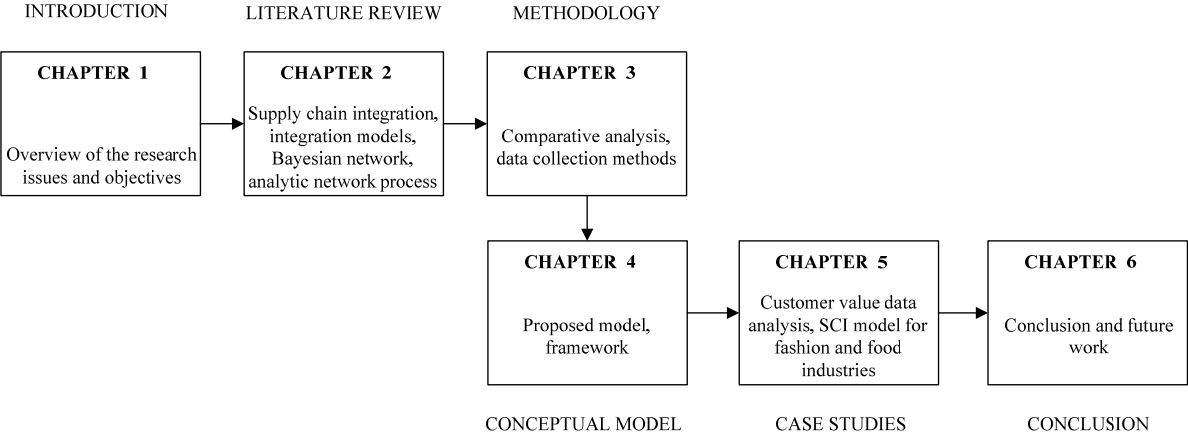 INTRODUCTION
LITERATURE REVIEW
METHODOLOGY
CHAPTER 1
Overview of the research
issues and objectives
CHAPTER 2
Supply chain integration,
integration models,
Bayesian network,
analytic network process
CHAPTER 3
Comparative analysis,
data collection methods
CHAPTER 4
Proposed model,
framework
CHAPTER 5
Customer value data
analysis, SCI model for
fashion and food
industries
CHAPTER 6
Conclusion and future
work
CONCEPTUAL MODEL
CASE STUDIES
CONCLUSION